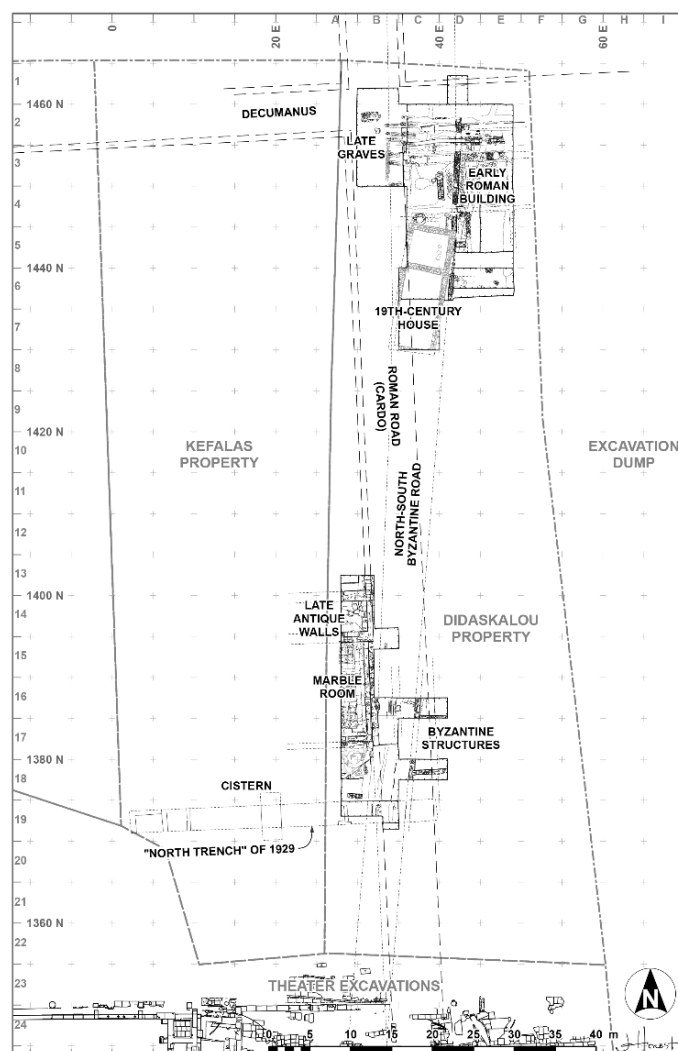 A B C D E F G H I
0 20 E 40 E 60 E
1
1460 N
DECUMANUS
2
LATE
GRAVES
3
EARLY
ROMAN
BUILDING
4
5
1440 N
6
19TH-CENTURY
HOUSE
7
8
ROMAN ROAD
(CARDO)
9
1420 N
KEFALAS
PROPERTY
EXCAVATION
DUMP
10
NORTH-SOUTH
BYZANTINE ROAD
11
12
13
1400 N
LATE
ANTIQUE
WALLS
14
DIDASKALOU
PROPERTY
15
MARBLE
ROOM
16
BYZANTINE
STRUCTURES
17
1380 N
18
CISTERN
19
"NORTH TRENCH" OF 1929
20
21
1360 N
22
THEATER EXCAVATIONS
23
N
24
0 5 10 15 20 25 30 35 40 m